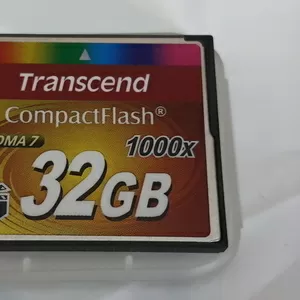 Transcend
CompactFlash®
DMA 7
1000x
32GB